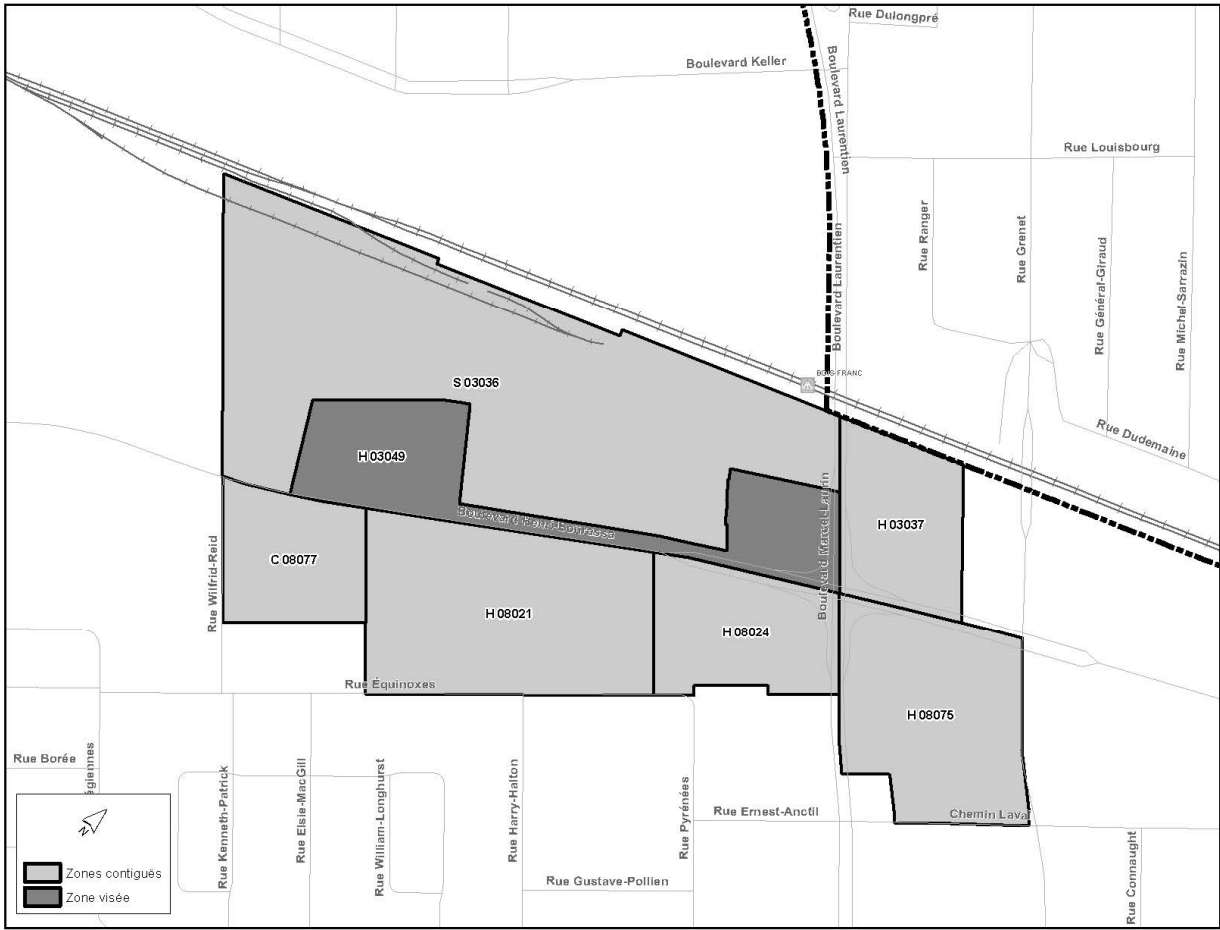 Rue Dulongpré
Boulevard Keller
Boulevard Laurentien
Rue Louisbourg
Rue Ranger
Rue Grenet
Rue Général-Giraud
Rue Michel-Sarrazin
Boulevard Laurentien
BOIS-FRANC
S 03036
Rue Dudemaine
H 03049
Boulevard Henri-Bourassa
Boulevard Marcel-Laurin
H 03037
C 08077
Rue Wilfrid-Reid
H 08021
H 08024
Rue Équinoxes
H 08075
Rue Borée
égiennes
Rue Kenneth-Patrick
Rue Elsie-MacGill
Rue William-Longhurst
Rue Harry-Halton
Rue Pyrénées
Rue Ernest-Anctil
Chemin Laval
Rue Gustave-Pollien
Rue Connaught
N
Zones contiguës
Zone visée